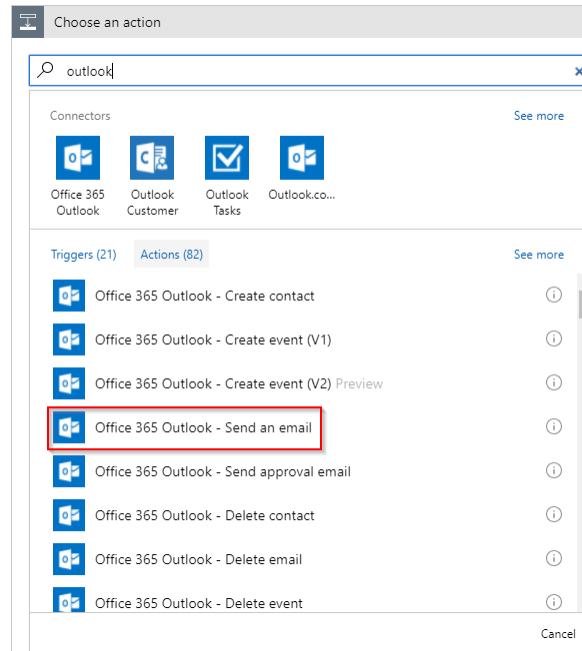 Choose an action
outlook
Connectors
See more
Office 365
Outlook
Outlook
Customer
Outlook
Tasks
Outlook.co...
Triggers (21)
Actions (82)
See more
Office 365 Outlook - Create contact
Office 365 Outlook - Create event (V1)
Office 365 Outlook - Create event (V2) Preview
Office 365 Outlook - Send an email
Office 365 Outlook - Send approval email
Office 365 Outlook - Delete contact
Office 365 Outlook - Delete email
Office 365 Outlook - Delete event
Cancel